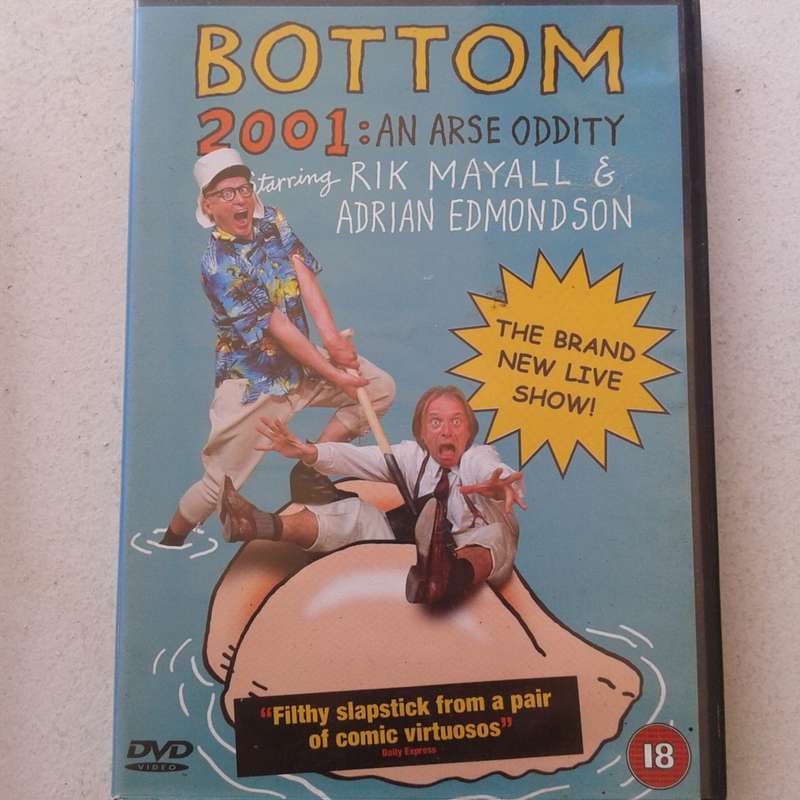 BOTTOM
2001: AN ARSE ODDITY
starring RIK MAYALL &
ADRIAN EDMONDSON
THE BRAND
NEW LIVE
SHOW!
"Filthy slapstick from a pair
of comic virtuosos"
Daily Express
DVD
VIDEO
18